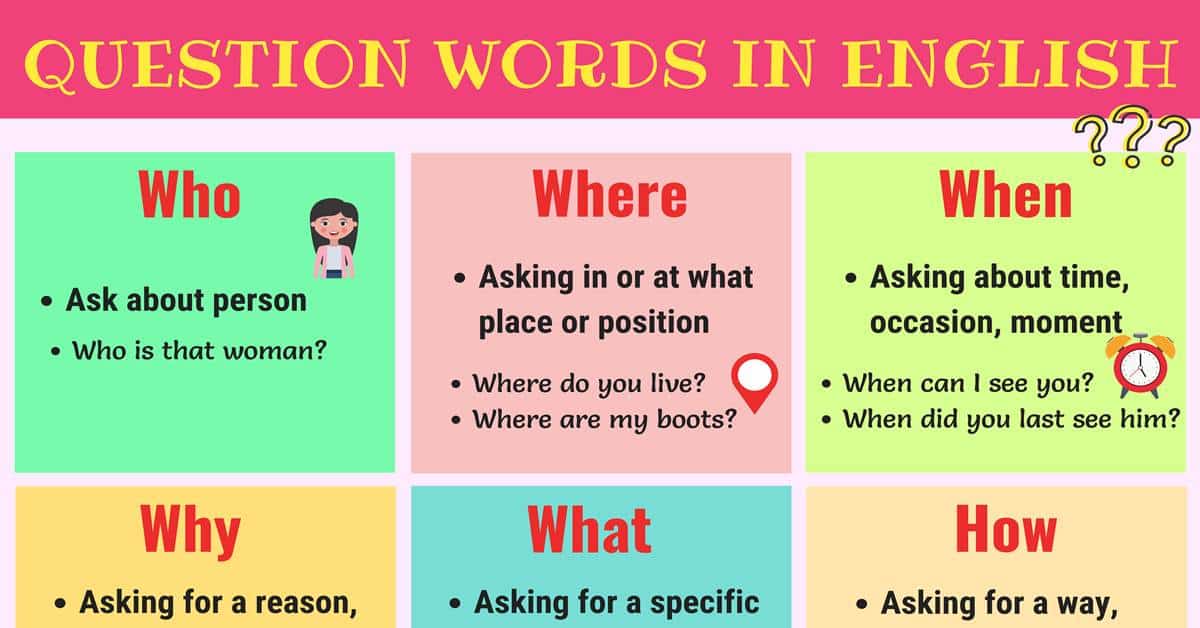 QUESTION WORDS IN ENGLISH
???
Who
• Ask about person
• Who is that woman?
Where
• Asking in or at what
place or position
• Where do you live?
• Where are my boots?
When
• Asking about time,
occasion, moment
• When can I see you?
• When did you last see him?
Why
• Asking for a reason,
What
• Asking for a specific
How
• Asking for a way,